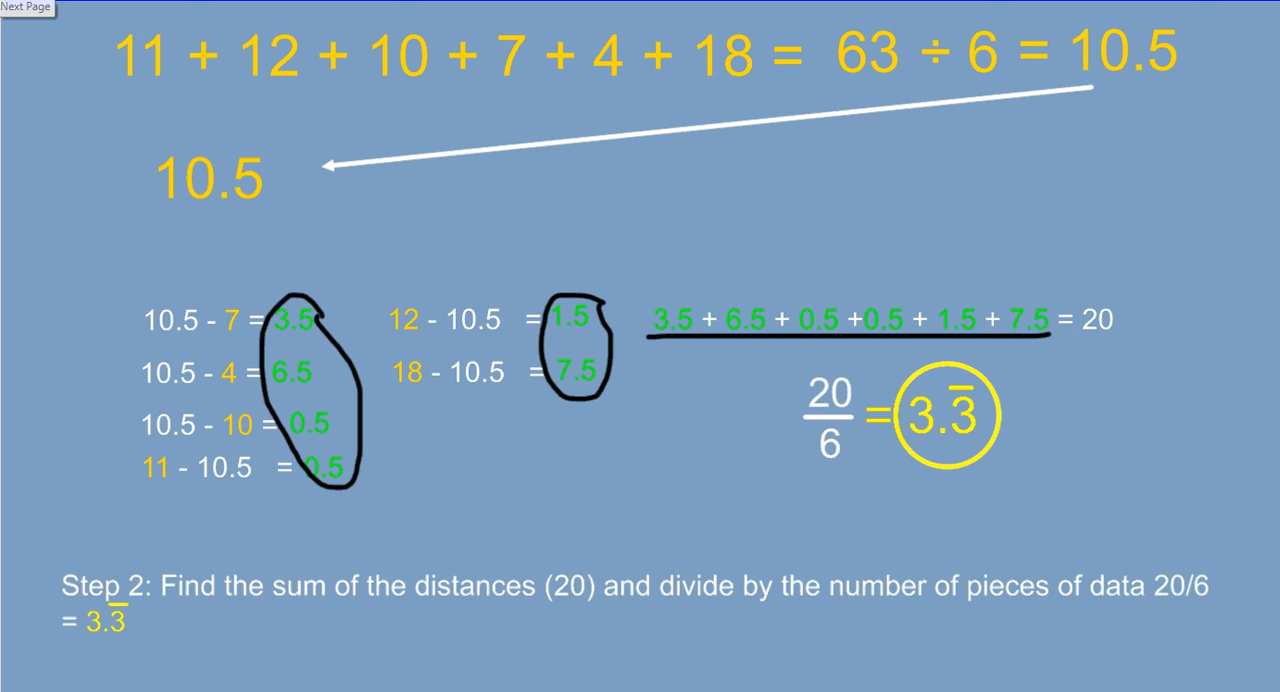 Next Page
11 + 12 + 10 + 7 + 4 + 18 = 63 ÷ 6 = 10.5
10.5
10.5 - 7 = 3.5
10.5 - 4 = 6.5
10.5 - 10 = 0.5
11 - 10.5 = 0.5
12 - 10.5 = 1.5
18 - 10.5 = 7.5
3.5 + 6.5 + 0.5 +0.5 + 1.5 + 7.5 = 20
20
6
= 3.3̅
Step 2: Find the sum of the distances (20) and divide by the number of pieces of data 20/6
= 3.3̅